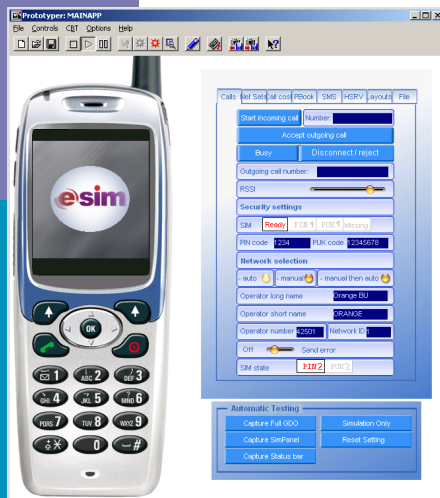 Prototyper: MAINAPP
File Controls CBT Options Help
Calls Net Sets Call cost PBook SMS HSRV Layouts File
Start incoming call Number:
Accept outgoing call
Busy Disconnect / reject
Outgoing call number:
RSSI
Security settings
SIM Ready PIN1 PUK1 Missing
PIN code 1234 PUK code 12345678
Network selection
- auto - manual - manual then auto
Operator long name Orange BU
Operator short name ORANGE
Operator number 42501 Network ID 1
Off Send error
SIM state PIN2 PUK2
Automatic Testing
Capture Full GDO Simulation Only
Capture SimPanel Reset Setting
Capture Status bar
esim
OK
1 ABC 2 DEF 3
GHI 4 JKL 5 MNO 6
PQRS 7 TUV 8 WXYZ 9
* 0 #